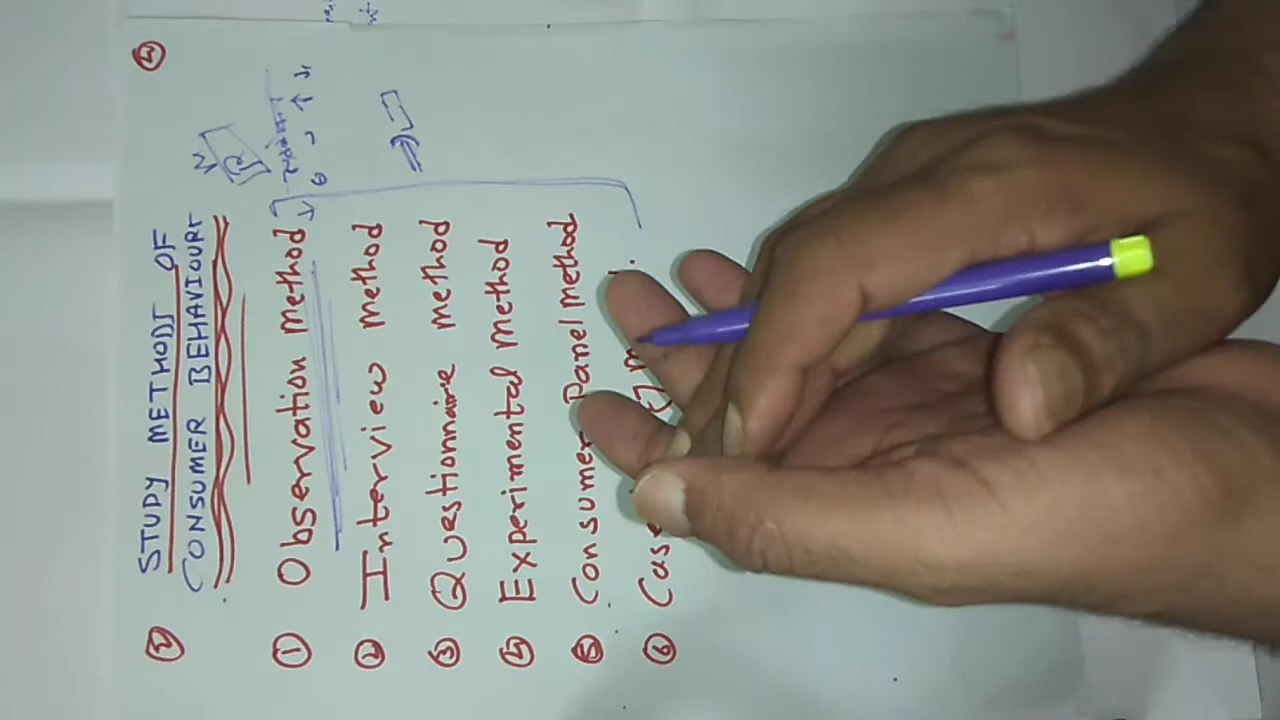 STUDY METHODS OF
CONSUMER BEHAVIOUR
① Observation Method
② Interview Method
③ Questionnaire Method
④ Experimental Method
⑤ Consumer Panel Method
⑥ Case